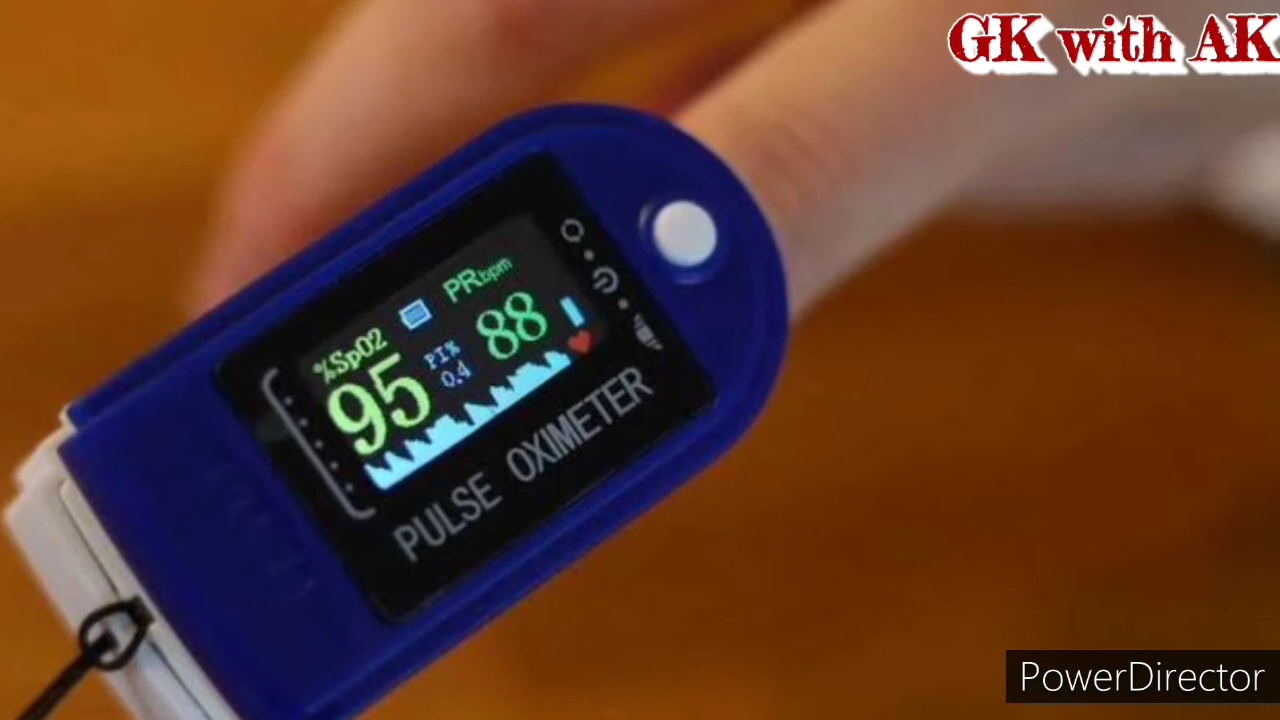 GK with AK
PRbpm
%SpO2
PI%
88
95
0.4
PULSE OXIMETER
PowerDirector